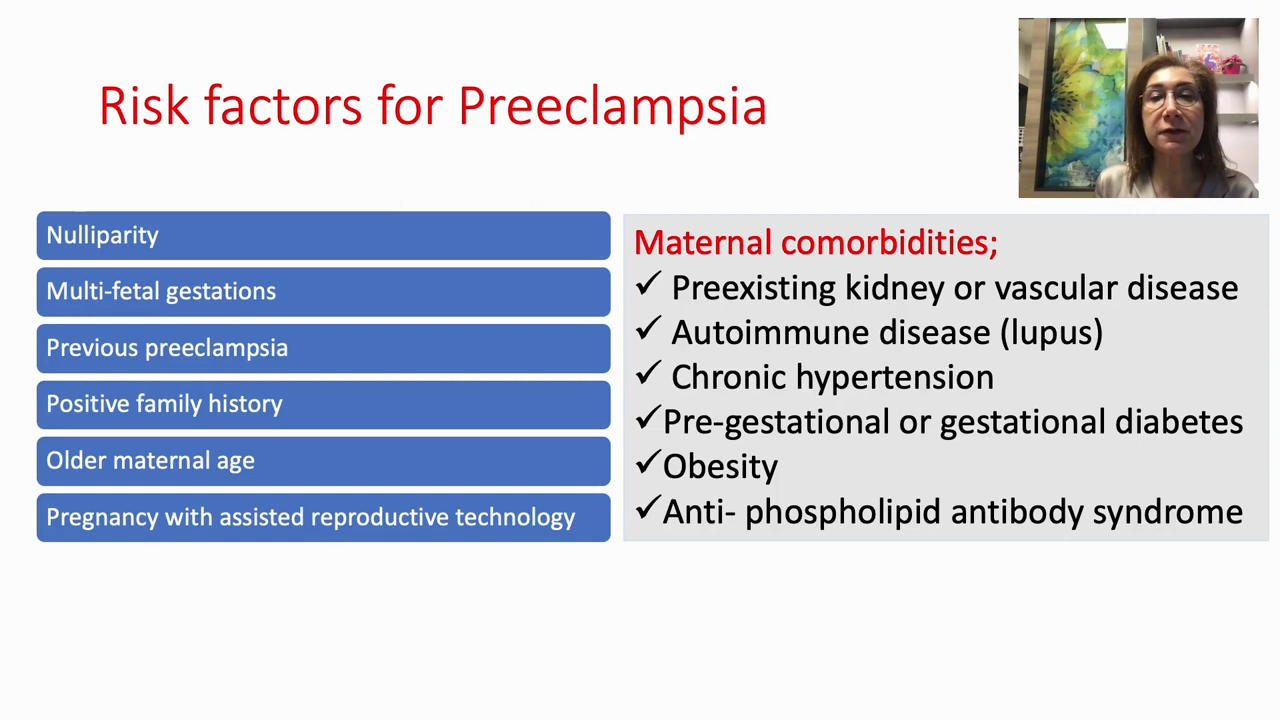 Risk factors for Preeclampsia
Nulliparity
Multi-fetal gestations
Previous preeclampsia
Positive family history
Older maternal age
Pregnancy with assisted reproductive technology
Maternal comorbidities;
✓ Preexisting kidney or vascular disease
✓ Autoimmune disease (lupus)
✓ Chronic hypertension
✓Pre-gestational or gestational diabetes
✓Obesity
✓Anti- phospholipid antibody syndrome